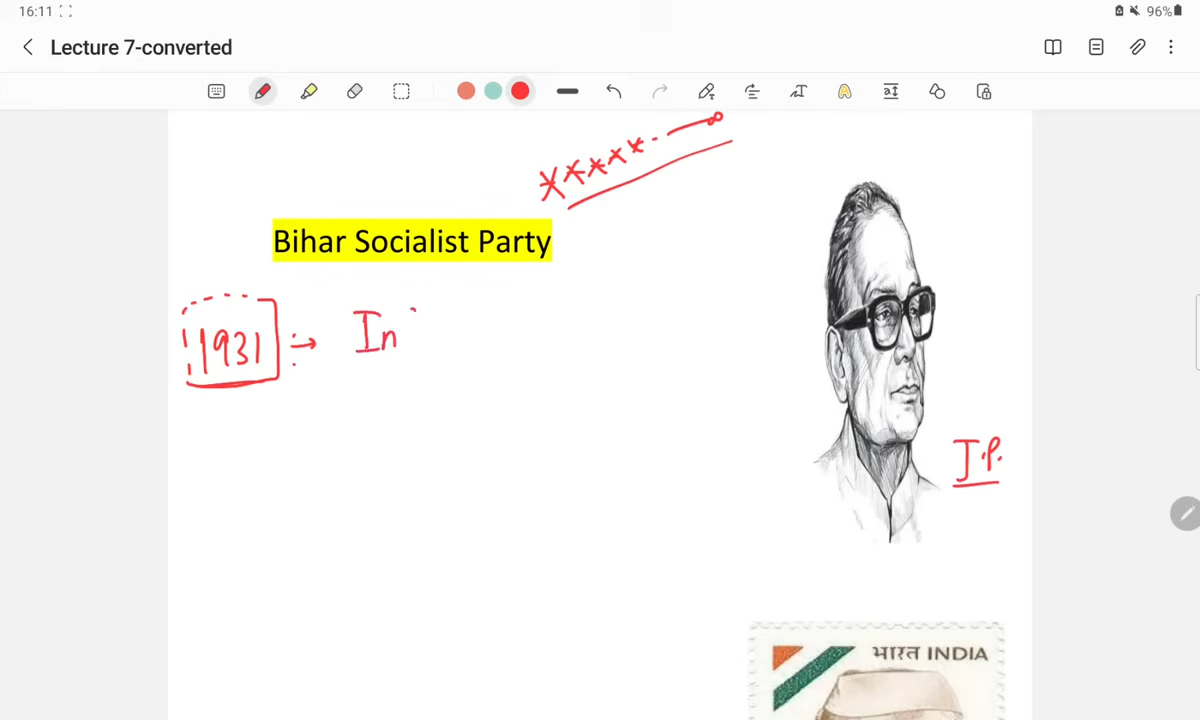 16:11
96%
Lecture 7-converted
*****.
Bihar Socialist Party
1931 → In
J.P.
भारत INDIA